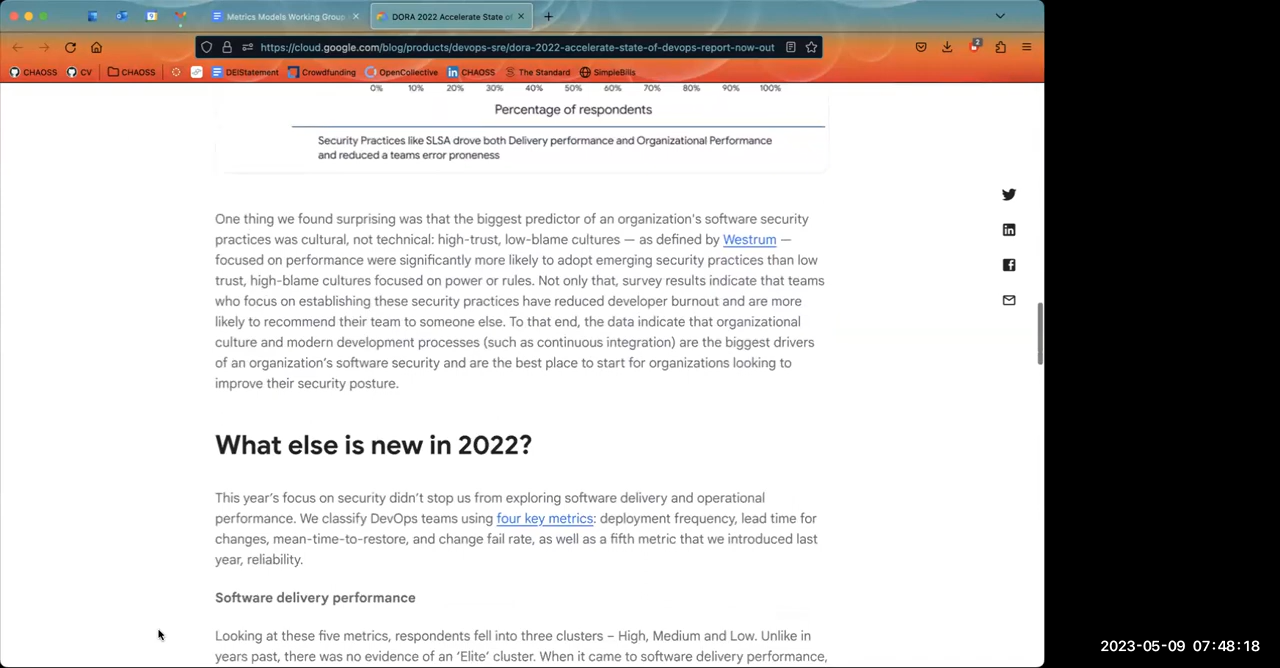 Metrics Models Working Group
DORA 2022 Accelerate State of
https://cloud.google.com/blog/products/devops-sre/dora-2022-accelerate-state-of-devops-report-now-out
2
CHAOSS CV CHAOSS DEIStatement Crowdfunding OpenCollective CHAOSS The Standard SimpleBills
0% 10% 20% 30% 40% 50% 60% 70% 80% 90% 100%
Percentage of respondents
Security Practices like SLSA drove both Delivery performance and Organizational Performance
and reduced a teams error proneness
One thing we found surprising was that the biggest predictor of an organization's software security
practices was cultural, not technical: high-trust, low-blame cultures — as defined by Westrum —
focused on performance were significantly more likely to adopt emerging security practices than low
trust, high-blame cultures focused on power or rules. Not only that, survey results indicate that teams
who focus on establishing these security practices have reduced developer burnout and are more
likely to recommend their team to someone else. To that end, the data indicate that organizational
culture and modern development processes (such as continuous integration) are the biggest drivers
of an organization's software security and are the best place to start for organizations looking to
improve their security posture.
What else is new in 2022?
This year's focus on security didn't stop us from exploring software delivery and operational
performance. We classify DevOps teams using four key metrics: deployment frequency, lead time for
changes, mean-time-to-restore, and change fail rate, as well as a fifth metric that we introduced last
year, reliability.
Software delivery performance
Looking at these five metrics, respondents fell into three clusters – High, Medium and Low. Unlike in
years past, there was no evidence of an 'Elite' cluster. When it came to software delivery performance,
2023-05-09 07:48:18